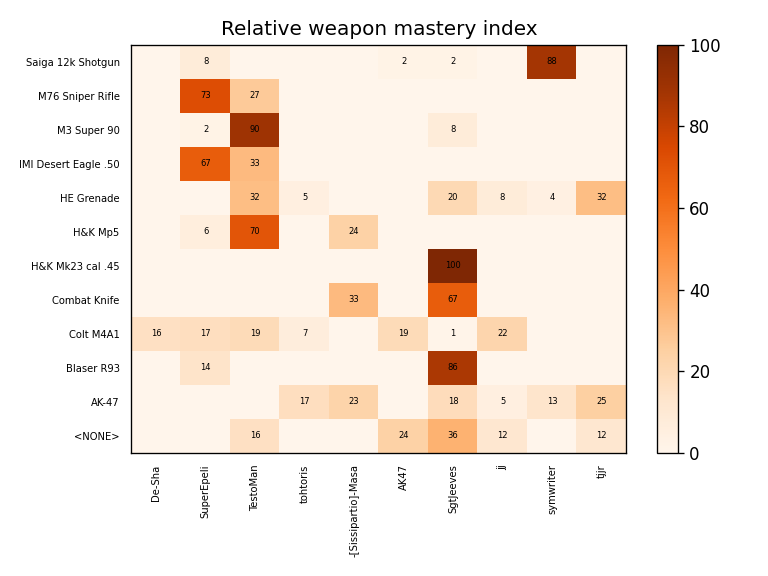 Relative weapon mastery index
Saiga 12k Shotgun 8 2 2 88
M76 Sniper Rifle 73 27
M3 Super 90 2 90 8
IMI Desert Eagle .50 67 33
HE Grenade 32 5 20 8 4 32
H&K Mp5 6 70 24
H&K Mk23 cal .45 100
Combat Knife 33 67
Colt M4A1 16 17 19 7 19 1 22
Blaser R93 14 86
AK-47 17 23 18 5 13 25
<NONE> 16 24 36 12 12
De-Sha
SuperEpeli
TestoMan
tohtoris
-[Sissipartio]-Masa
AK47
SgtJeeves
jj
symwriter
tjjr
100
80
60
40
20
0